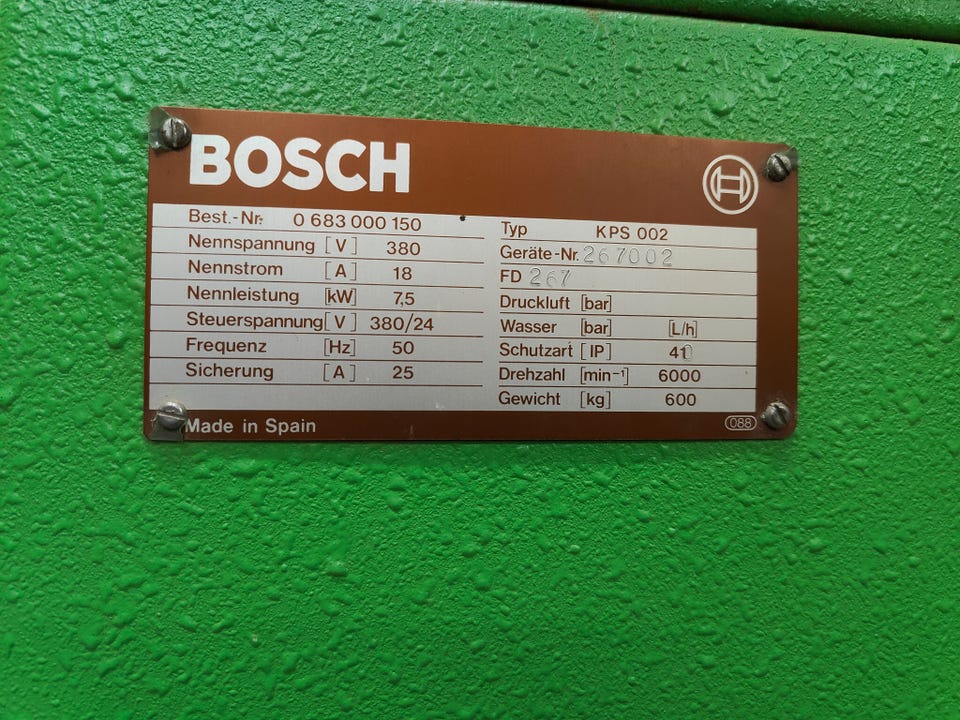 BOSCH
Best.-Nr. 0 683 000 150
Nennspannung [V] 380
Nennstrom [A] 18
Nennleistung [kW] 7,5
Steuerspannung [V] 380/24
Frequenz [Hz] 50
Sicherung [A] 25
Typ KPS 002
Geräte-Nr. 267002
FD 267
Druckluft [bar]
Wasser [bar] [L/h]
Schutzart [IP]
Drehzahl [min⁻¹] 6000
Gewicht [kg] 600
Made in Spain
088